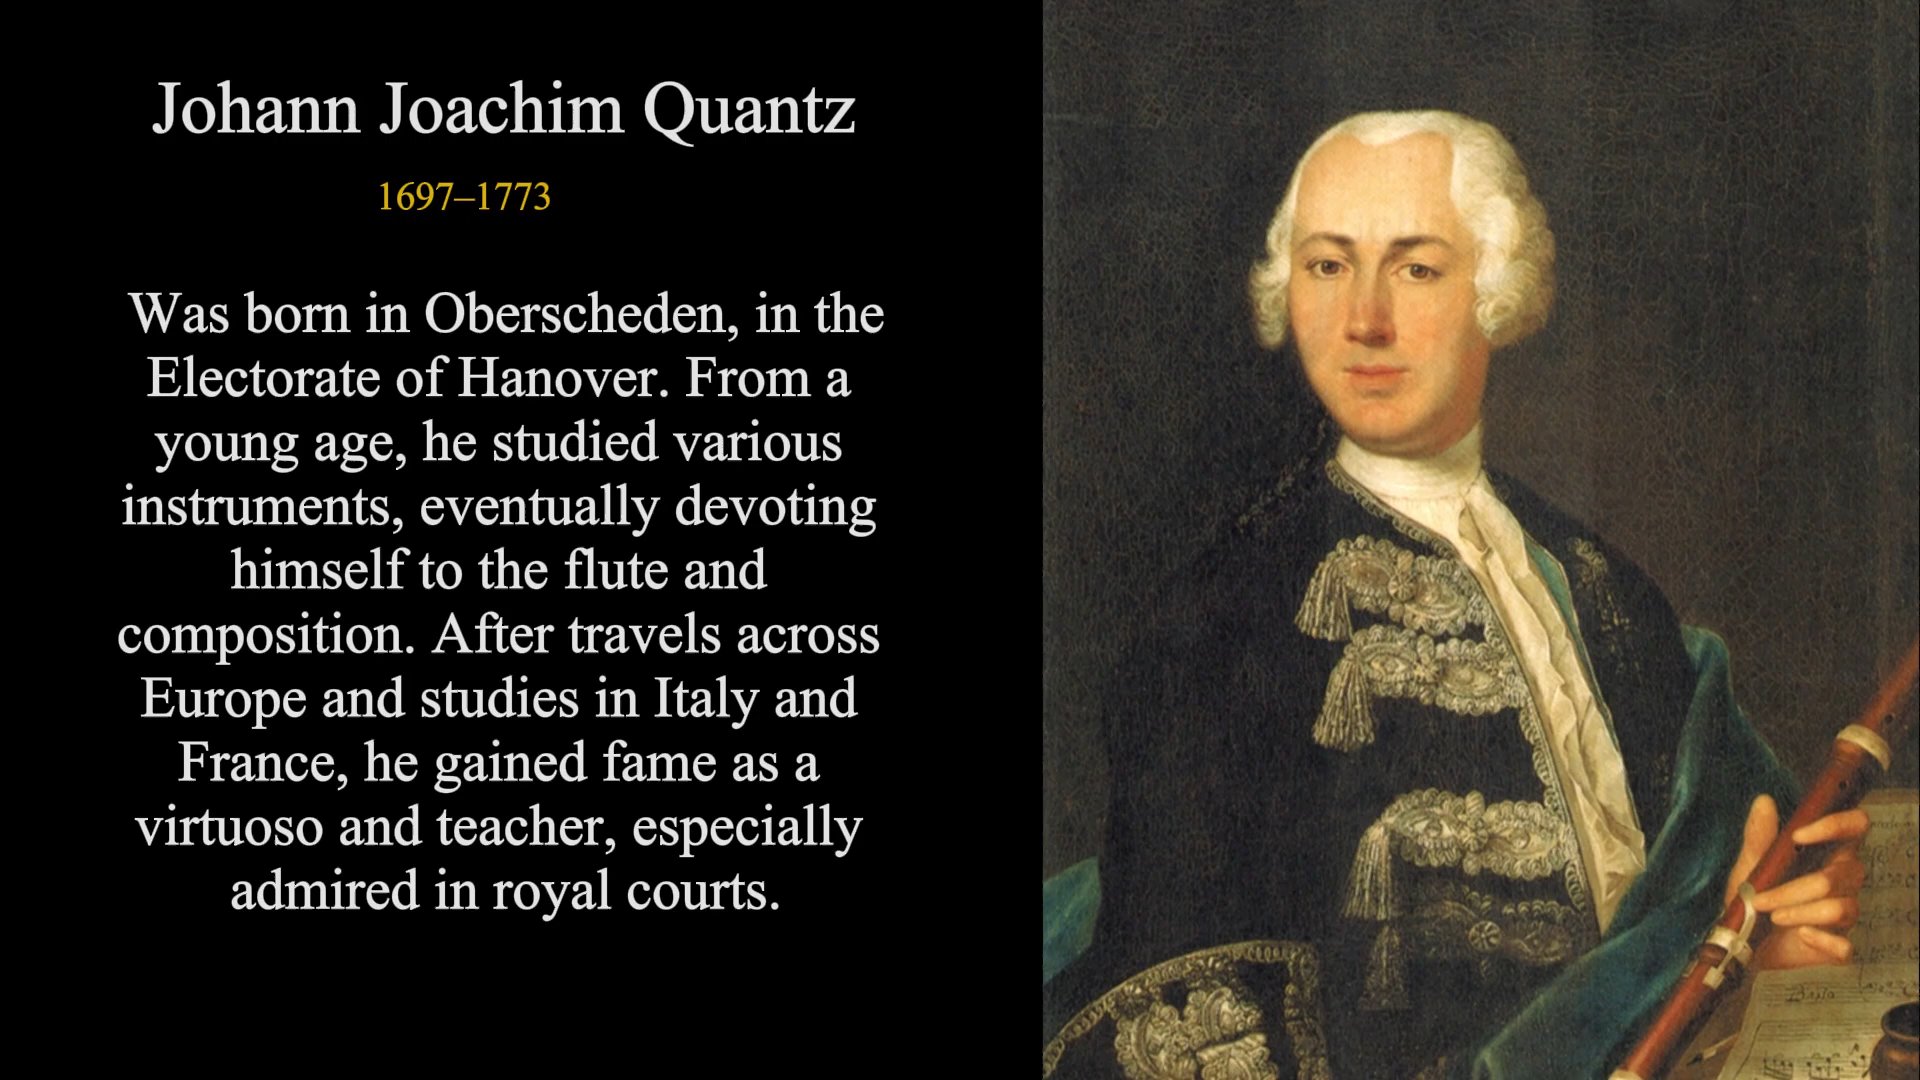 Johann Joachim Quantz
1697–1773
Was born in Oberscheden, in the
Electorate of Hanover. From a
young age, he studied various
instruments, eventually devoting
himself to the flute and
composition. After travels across
Europe and studies in Italy and
France, he gained fame as a
virtuoso and teacher, especially
admired in royal courts.